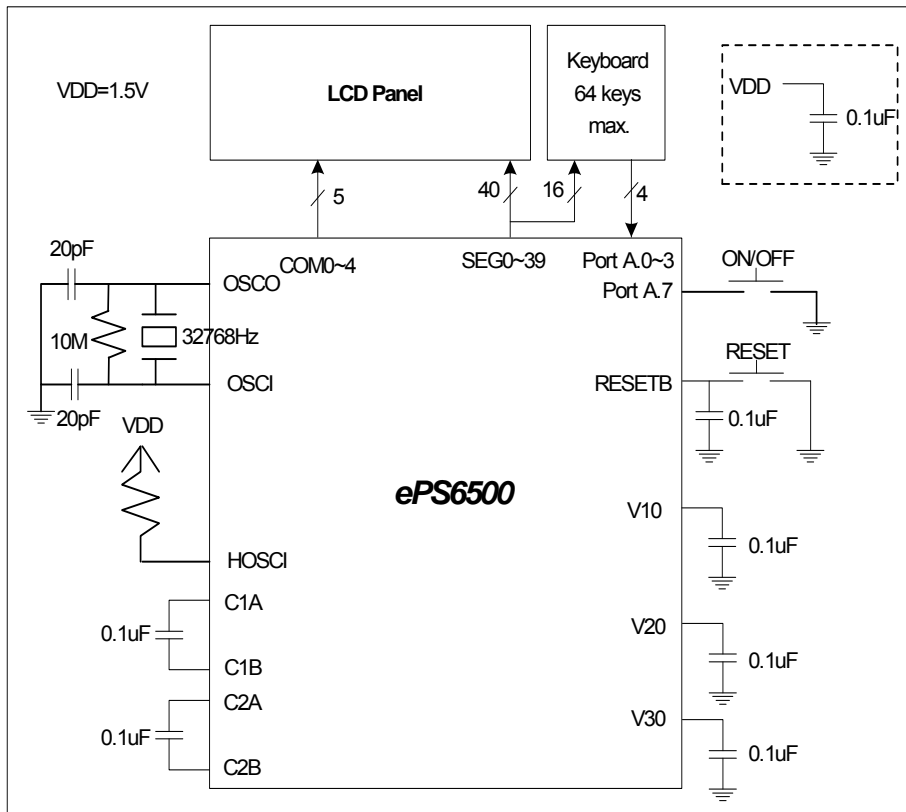 VDD=1.5V
LCD Panel
Keyboard
64 keys
max.
VDD
0.1uF
5
40
16
4
20pF
COM0~4
SEG0~39
Port A.0~3
ON/OFF
OSCO
Port A.7
10M
32768Hz
RESET
OSCI
RESETB
20pF
0.1uF
VDD
ePS6500
V10
0.1uF
HOSCI
C1A
0.1uF
V20
C1B
0.1uF
C2A
V30
0.1uF
0.1uF
C2B